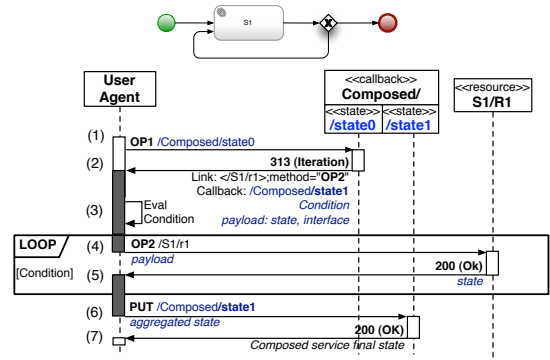 S1
User
Agent
<<callback>>
Composed/
<<state>> <<state>>
/state0 /state1
<<resource>>
S1/R1
(1)
OP1 /Composed/state0
(2)
313 (Iteration)
Link: </S1/r1>;method="OP2"
Callback: /Composed/state1
(3)
Eval
Condition
Condition
payload: state, interface
LOOP
(4)
OP2 /S1/r1
payload
[Condition]
(5)
200 (Ok)
state
(6)
PUT /Composed/state1
aggregated state
(7)
200 (OK)
Composed service final state